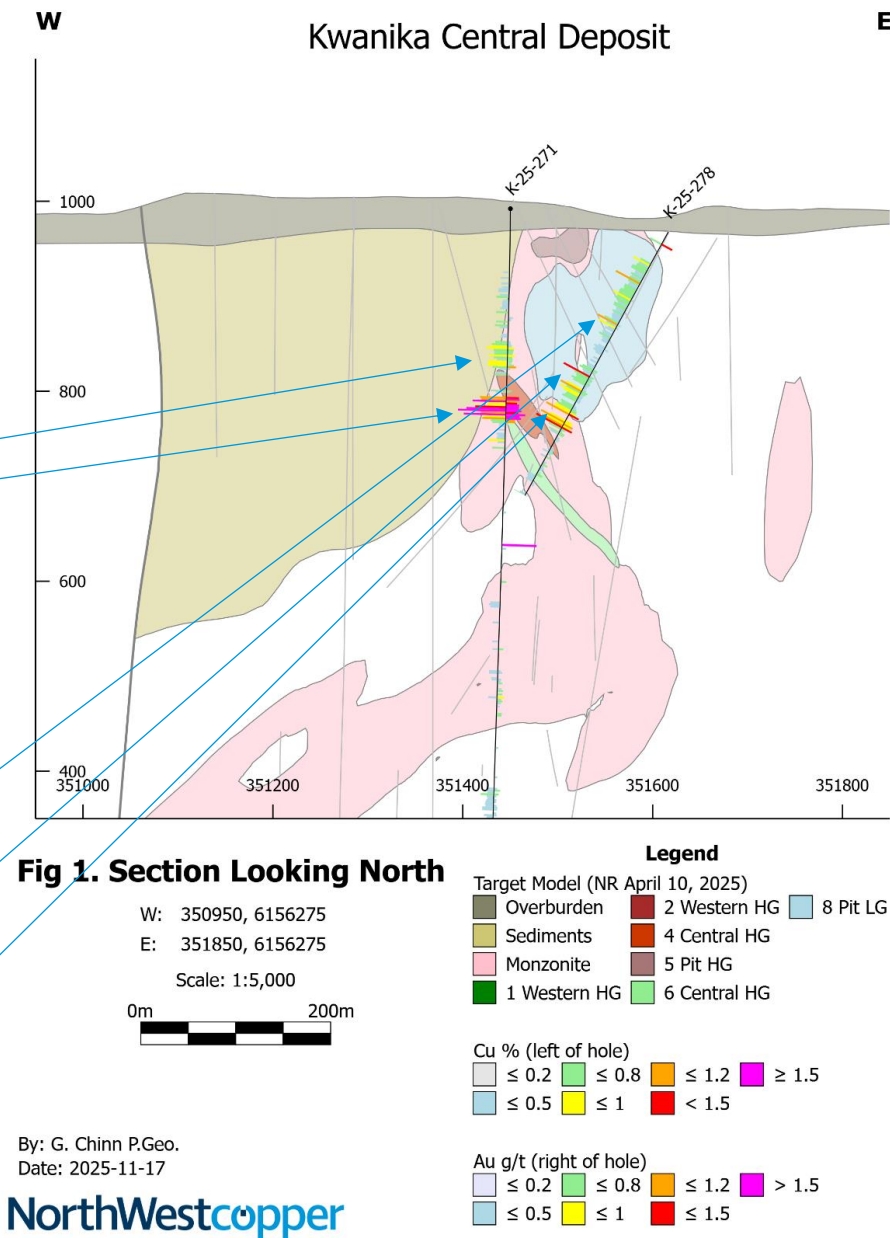 W
E
Kwanika Central Deposit
K-25-271
K-25-278
1000
800
600
400
351000
351200
351400
351600
351800
Fig 1. Section Looking North
W: 350950, 6156275
E: 351850, 6156275
Scale: 1:5,000
0m 200m
By: G. Chinn P.Geo.
Date: 2025-11-17
NorthWestcopper
Legend
Target Model (NR April 10, 2025)
Overburden 2 Western HG 8 Pit LG
Sediments 4 Central HG
Monzonite 5 Pit HG
1 Western HG 6 Central HG
Cu % (left of hole)
≤ 0.2 ≤ 0.8 ≤ 1.2 ≥ 1.5
≤ 0.5 ≤ 1 < 1.5
Au g/t (right of hole)
≤ 0.2 ≤ 0.8 ≤ 1.2 > 1.5
≤ 0.5 ≤ 1 ≤ 1.5